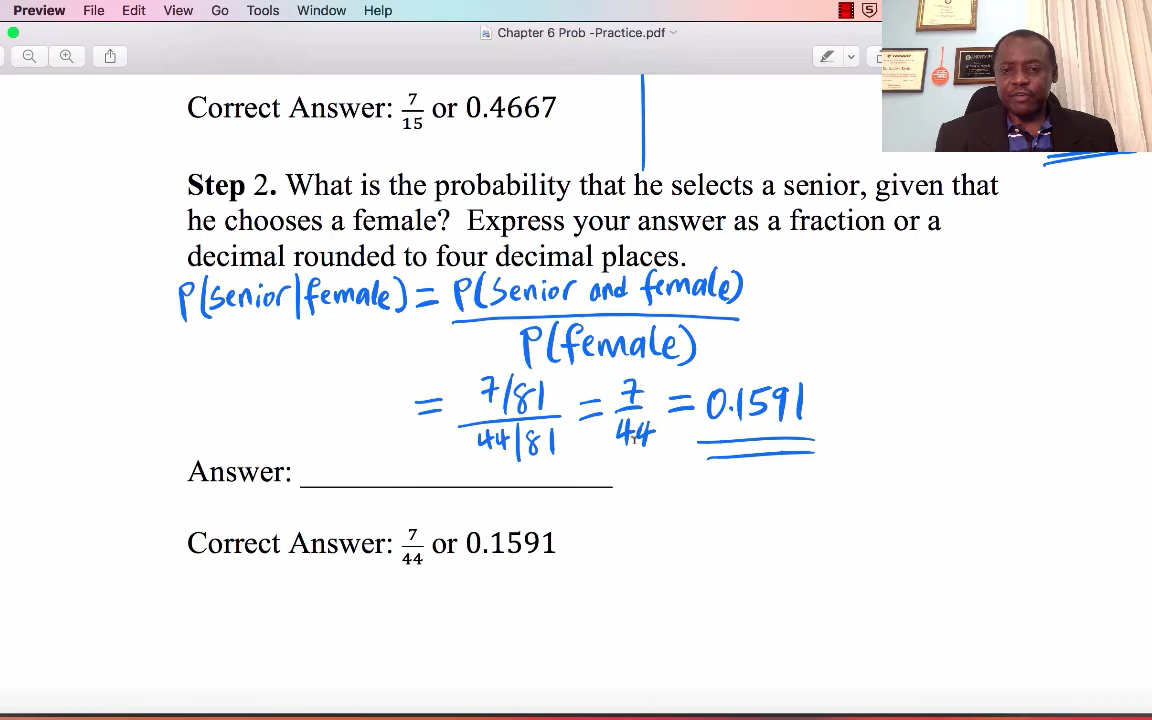 Preview File Edit View Go Tools Window Help 5
Chapter 6 Prob -Practice.pdf
Correct Answer: 7/15 or 0.4667
Step 2. What is the probability that he selects a senior, given that
he chooses a female? Express your answer as a fraction or a
decimal rounded to four decimal places.
P(senior|female) = P(senior and female)
P(female)
= 7/81 / 44/81 = 7/44 = 0.1591
Answer: ____________________
Correct Answer: 7/44 or 0.1591